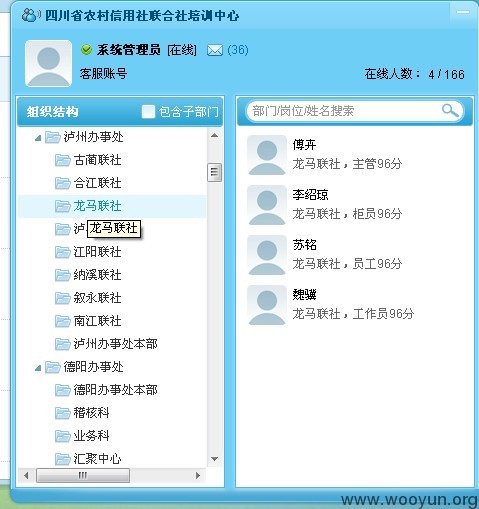 四川省农村信用社联合社培训中心
系统管理员 [在线] (36)
客服账号
在线人数： 4 / 166
组织结构
包含子部门
泸州办事处
古蔺联社
合江联社
龙马联社
泸
龙马联社
江阳联社
纳溪联社
叙永联社
南江联社
泸州办事处本部
德阳办事处
德阳办事处本部
稽核科
业务科
汇聚中心
部门/岗位/姓名搜索
傅卉
龙马联社，主管96分
李绍琼
龙马联社，柜员96分
苏铭
龙马联社，员工96分
魏骥
龙马联社，工作员96分
www.wooyun.org